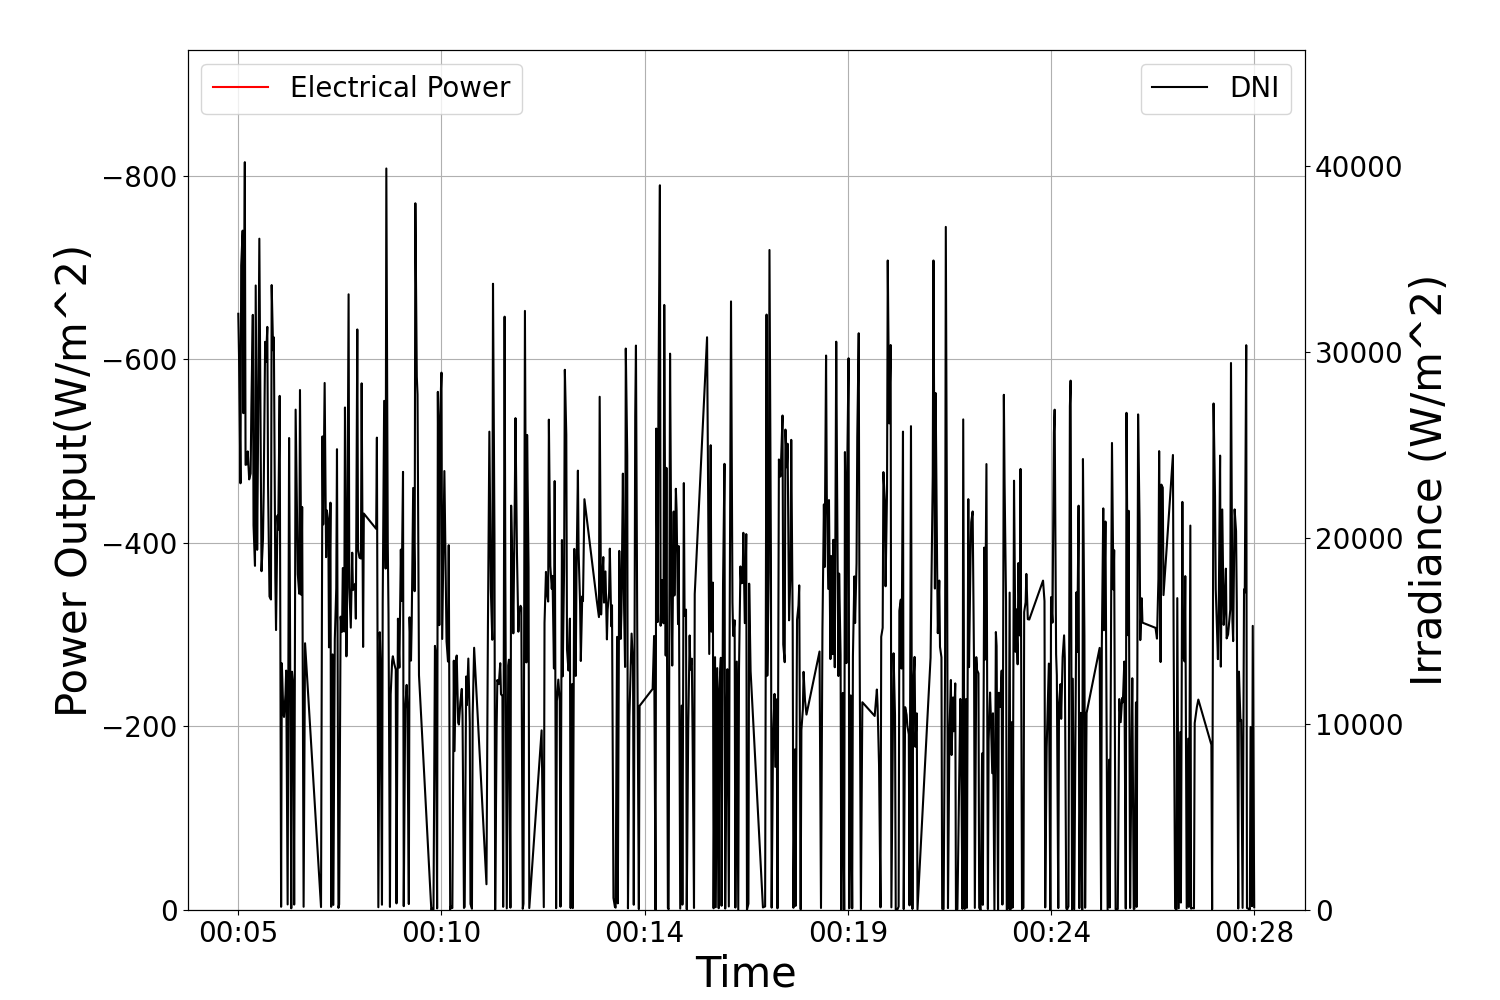 Electrical Power
DNI
Power Output(W/m^2)
−800
−600
−400
−200
0
40000
30000
20000
10000
0
Irradiance (W/m^2)
00:05 00:10 00:14 00:19 00:24 00:28
Time